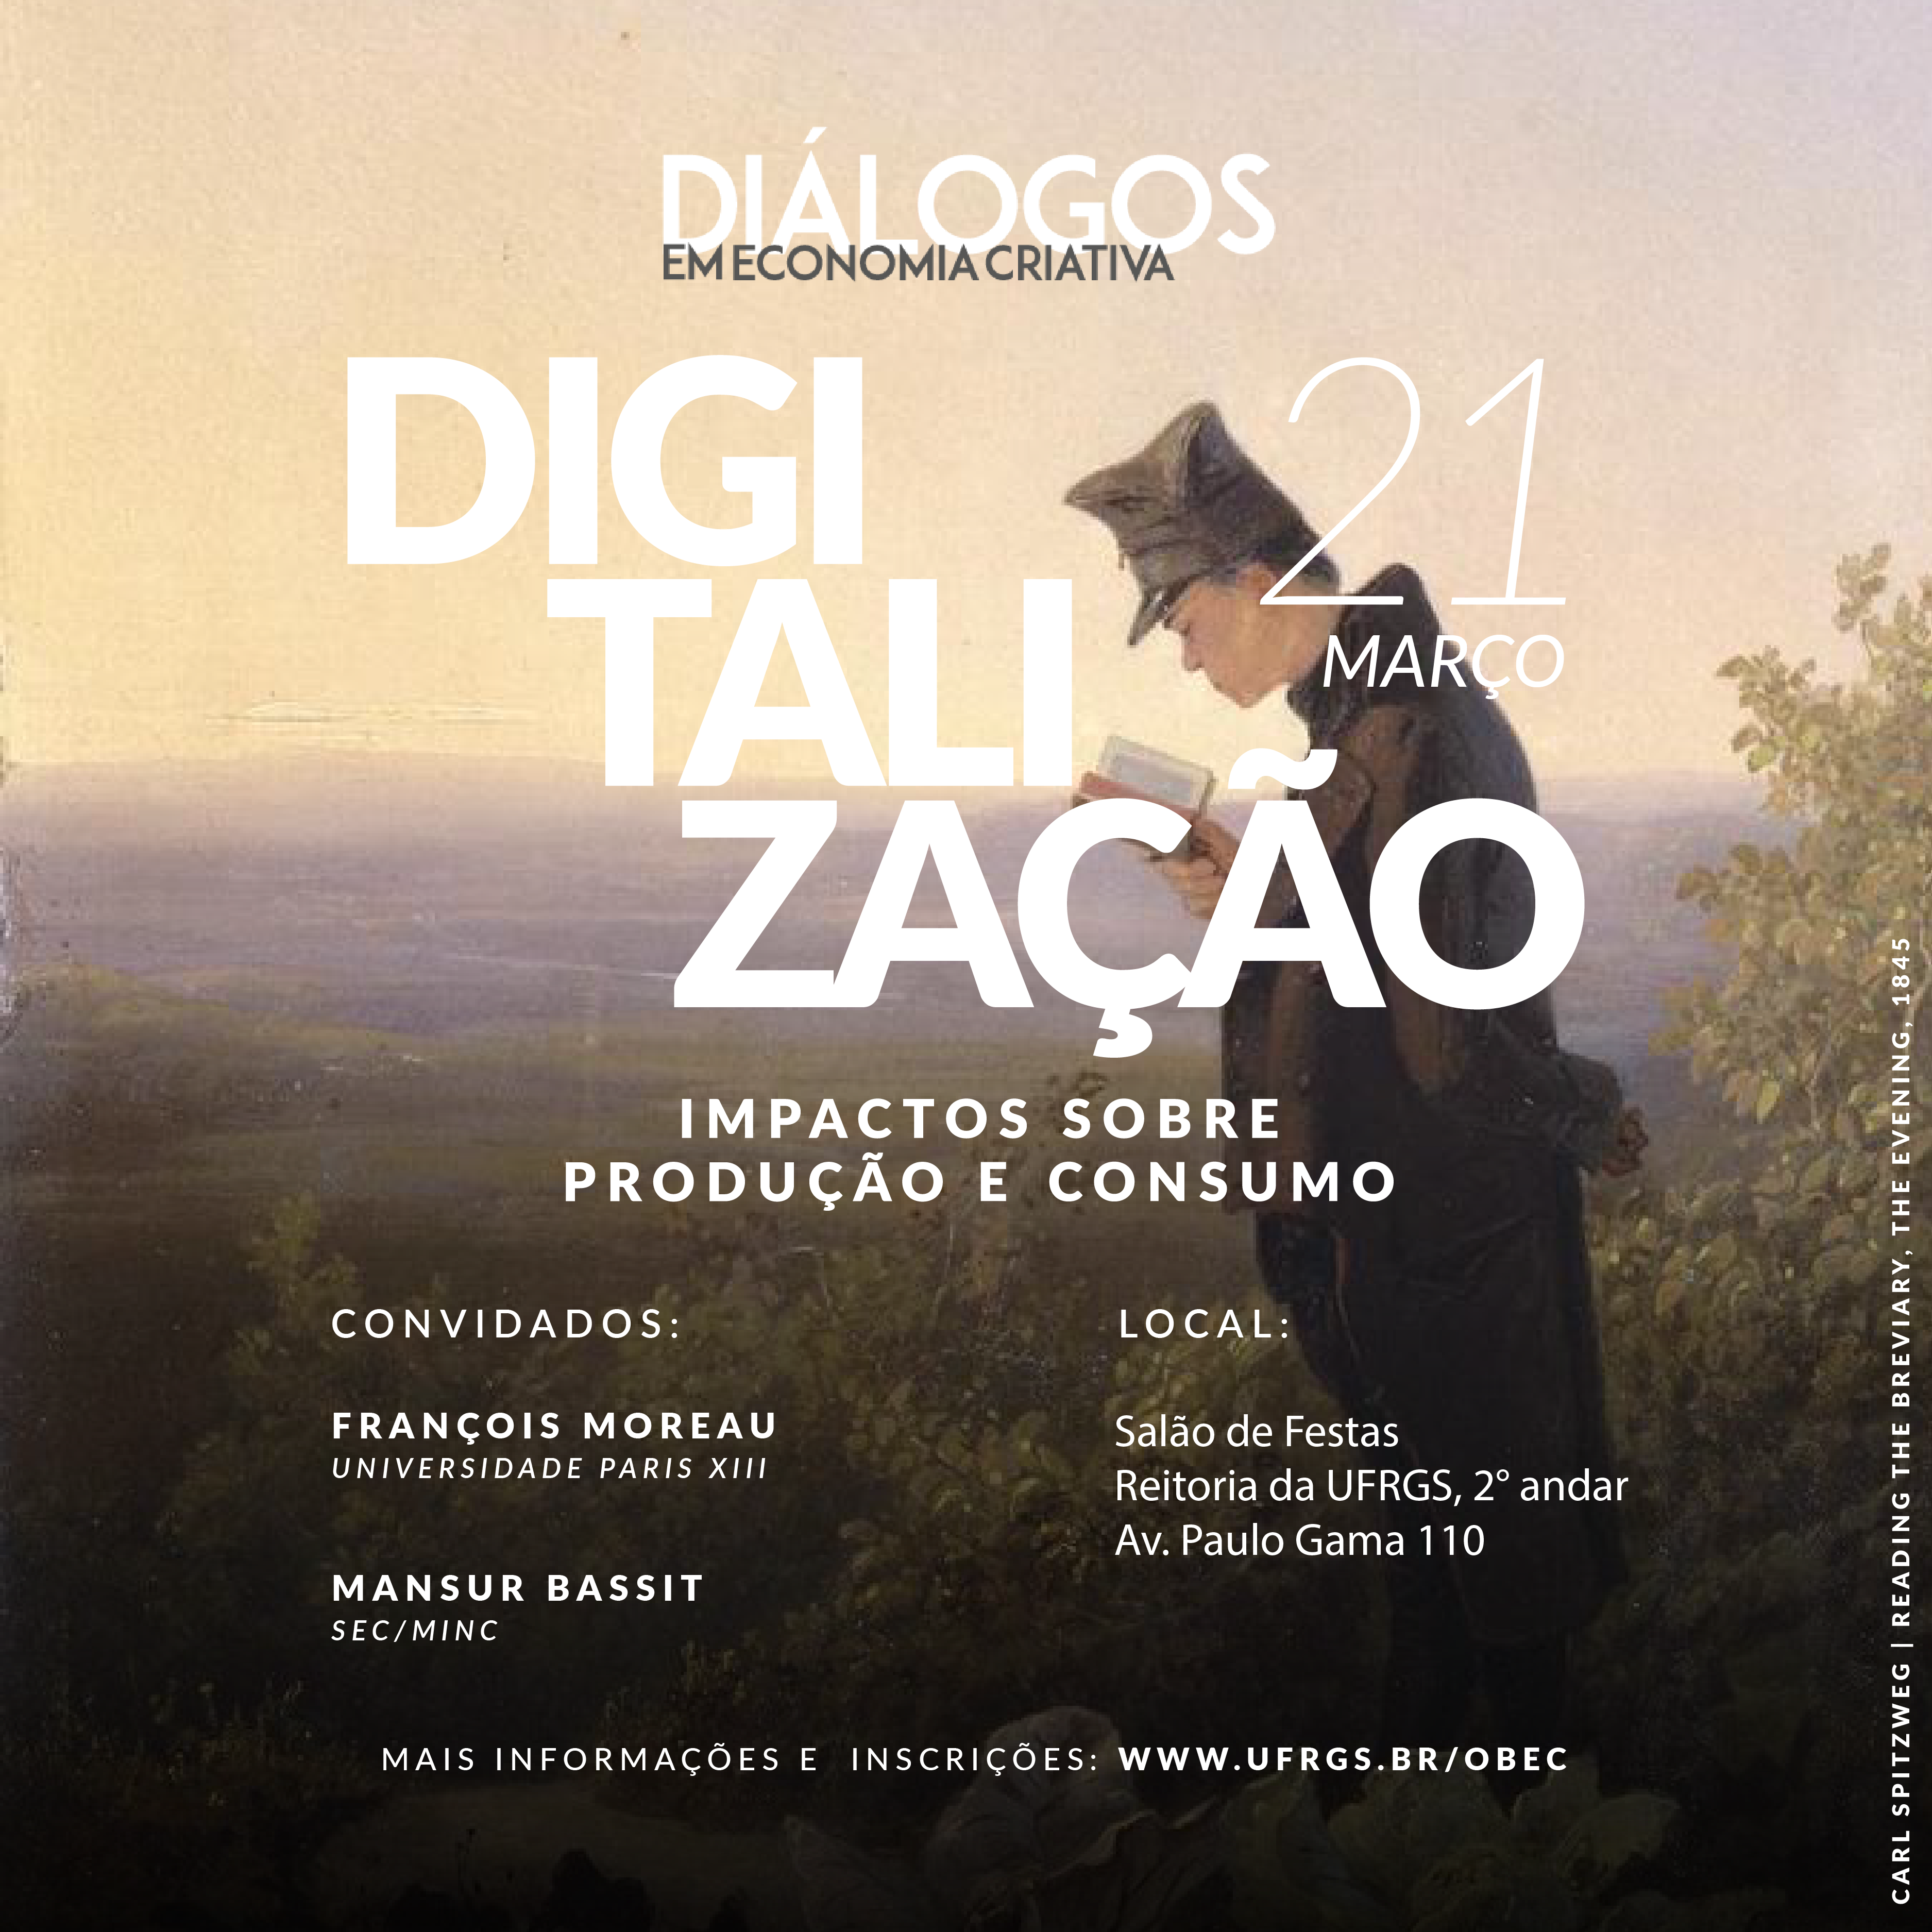 DIÁLOGOS
EM ECONOMIA CRIATIVA
DIGI
TALI
ZAÇÃO
21
MARÇO
IMPACTOS SOBRE
PRODUÇÃO E CONSUMO
CONVIDADOS:
FRANÇOIS MOREAU
UNIVERSIDADE PARIS XIII
MANSUR BASSIT
SEC/MINC
LOCAL:
Salão de Festas
Reitoria da UFRGS, 2° andar
Av. Paulo Gama 110
MAIS INFORMAÇÕES E INSCRIÇÕES: WWW.UFRGS.BR/OBEC
CARL SPITZWEG | READING THE BREVIARY, THE EVENING, 1845